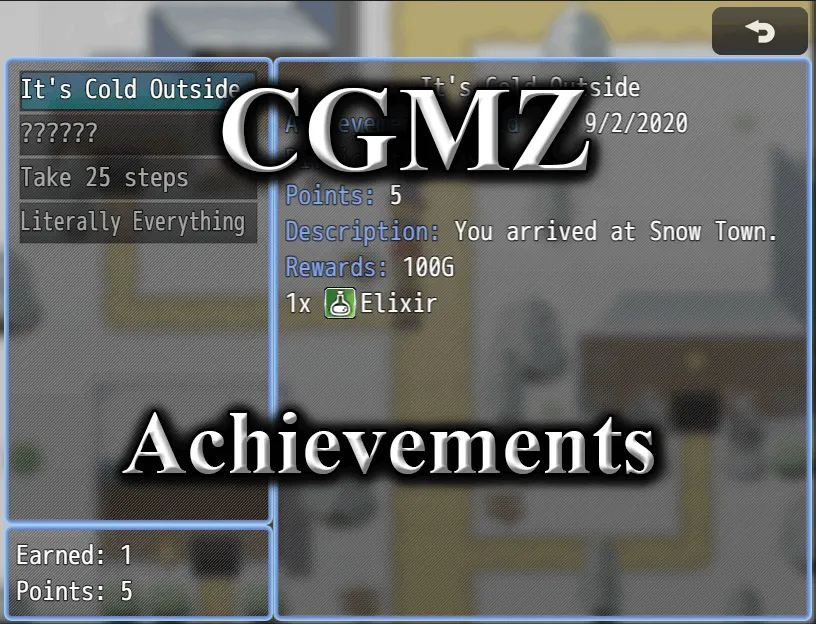 It's Cold Outside
??????
Take 25 steps
Literally Everything
It's Cold Outside
9/2/2020
Points: 5
Description: You arrived at Snow Town.
Rewards: 100G
1x Elixir
CGMZ
Achievements
Earned: 1
Points: 5